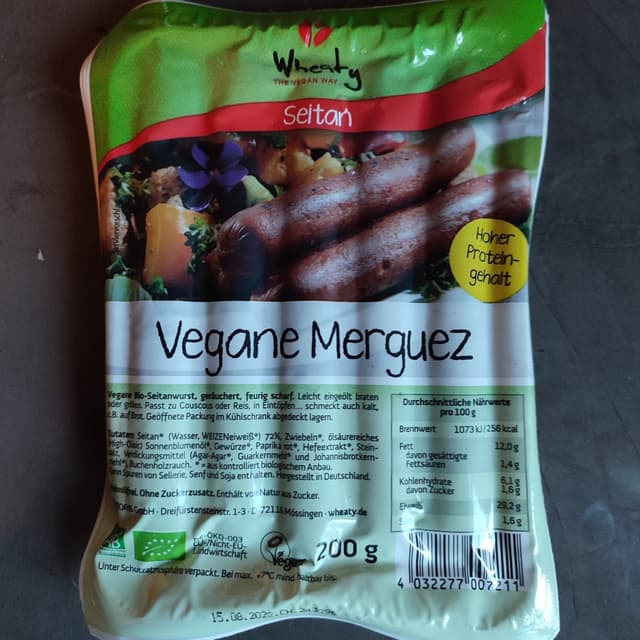 Wheaty
THE VEGAN WAY
Seitan
Hoher
Protein-
gehalt
Vegane Merguez
Vegane Bio-Seitanwurst, geräuchert, feurig scharf. Leicht eingeölt braten
oder grillen. Passt zu Couscous oder Reis, in Eintöpfen... schmeckt auch kalt,
z.B. auf Brot. Geöffnete Packung im Kühlschrank abgedeckt lagern.
Zutaten: Seitan* (Wasser, WEIZENeiweiß*) 72%, Zwiebeln*, ölsäurereiches
(High-Oleic) Sonnenblumenöl*, Gewürze*, Paprika rot*, Hefeextrakt*, Stein-
salz, Verdickungsmittel (Agar-Agar*, Guarkernmehl* und Johannisbrotkern-
mehl*), Buchenholzrauch. * = aus kontrolliert biologischem Anbau.
Kann Spuren von Sellerie, Senf und Soja enthalten. Hergestellt in Deutschland.
Ohne Zuckerzusatz. Enthält von Natur aus Zucker.
GmbH · Dreifürstensteinstr. 1-3 · D-72116 Mössingen · wheaty.de
Durchschnittliche Nährwerte
pro 100 g
Brennwert 1073 kJ/256 kcal
Fett 12,0 g
davon gesättigte
Fettsäuren 1,4 g
Kohlenhydrate 6,1 g
davon Zucker 1,6 g
Eiweiß 29,2 g
Salz 1,6 g
-ÖKO-003
EU-/Nicht-EU-
Landwirtschaft
Vegan
200 g
Unter Schutzatmosphäre verpackt. Bei max. +7°C mind. haltbar bis:
4 032277 007211
15.08.202